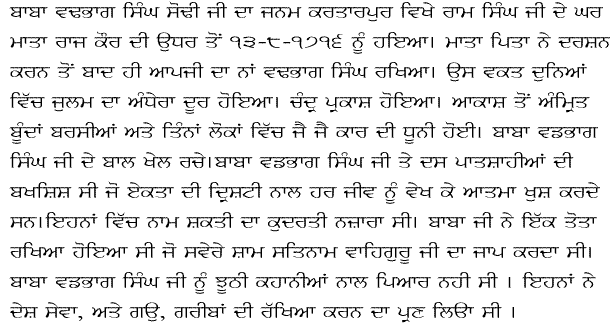 ਬਾਬਾ ਵਢਭਾਗ ਸਿੰਘ ਸੋਢੀ ਜੀ ਦਾ ਜਨਮ ਕਰਤਾਰਪੁਰ ਵਿਖੇ ਰਾਮ ਸਿੰਘ ਜੀ ਦੇ ਘਰ
ਮਾਤਾ ਰਾਜ ਕੌਰ ਦੀ ਉਧਰ ਤੋਂ ੧੩-੮-੧੭੧੬ ਨੂੰ ਹਇਆ। ਮਾਤਾ ਪਿਤਾ ਨੇ ਦਰਸ਼ਨ
ਕਰਨ ਤੋਂ ਬਾਦ ਹੀ ਆਪਜੀ ਦਾ ਨਾਂ ਵਢਭਾਗ ਸਿੰਘ ਰਖਿਆ। ਉਸ ਵਕਤ ਦੁਨਿਆਂ
ਵਿੱਚ ਜੁਲਮ ਦਾ ਅੰਧੇਰਾ ਦੂਰ ਹੋਇਆ। ਚੰਦ੍ਰ ਪ੍ਰਕਾਸ਼ ਹੋਇਆ। ਆਕਾਸ਼ ਤੋਂ ਅੰਮ੍ਰਿਤ
ਬੂੰਦਾਂ ਬਰਸੀਆਂ ਅਤੇ ਤਿੰਨਾਂ ਲੋਕਾਂ ਵਿੱਚ ਜੈ ਜੈ ਕਾਰ ਦੀ ਧੂਨੀ ਹੋਈ। ਬਾਬਾ ਵਡਭਾਗ
ਸਿੰਘ ਜੀ ਦੇ ਬਾਲ ਖੇਲ ਰਚੇ।ਬਾਬਾ ਵਡਭਾਗ ਸਿੰਘ ਜੀ ਤੇ ਦਸ ਪਾਤਸ਼ਾਹੀਆਂ ਦੀ
ਬਖਸ਼ਿਸ਼ ਸੀ ਜੋ ਏਕਤਾ ਦੀ ਦ੍ਰਿਸ਼ਟੀ ਨਾਲ ਹਰ ਜੀਵ ਨੂੰ ਵੇਖ ਕੇ ਆਤਮਾ ਖੁਸ਼ ਕਰਦੇ
ਸਨ।ਇਹਨਾਂ ਵਿੱਚ ਨਾਮ ਸ਼ਕਤੀ ਦਾ ਕੁਦਰਤੀ ਨਜ਼ਾਰਾ ਸੀ। ਬਾਬਾ ਜੀ ਨੇ ਇੱਕ ਤੋਤਾ
ਰਖਿਆ ਹੋਇਆ ਸੀ ਜੋ ਸਵੇਰੇ ਸ਼ਾਮ ਸਤਿਨਾਮ ਵਾਹਿਗੁਰੂ ਜੀ ਦਾ ਜਾਪ ਕਰਦਾ ਸੀ।
ਬਾਬਾ ਵਡਭਾਗ ਸਿੰਘ ਜੀ ਨੂੰ ਝੂਠੀ ਕਹਾਨੀਆਂ ਨਾਲ ਪਿਆਰ ਨਹੀ ਸੀ । ਇਹਨਾਂ ਨੇ
ਦੇਸ਼ ਸੇਵਾ, ਅਤੇ ਗਊ, ਗਰੀਬਾਂ ਦੀ ਰੱਖਿਆ ਕਰਨ ਦਾ ਪ੍ਰਣ ਲਿਆ ਸੀ ।